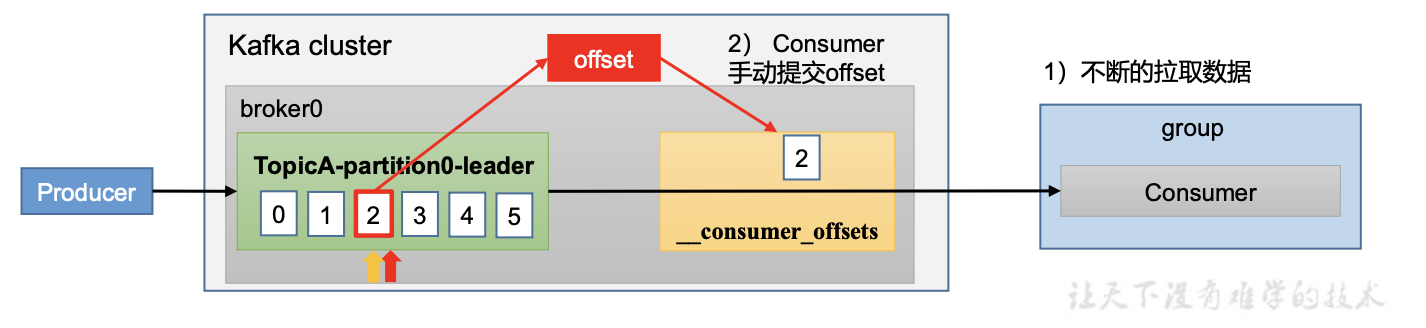 Kafka cluster
offset
2） Consumer
手动提交offset
1）不断的拉取数据
broker0
group
TopicA-partition0-leader
2
Producer
Consumer
0 1 2 3 4 5
__consumer_offsets
让天下没有难学的技术